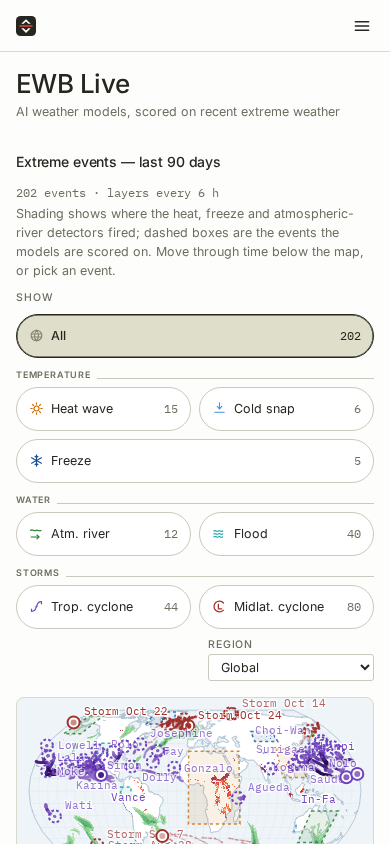 EWB Live
AI weather models, scored on recent extreme weather
Extreme events — last 90 days
202 events · layers every 6 h
Shading shows where the heat, freeze and atmospheric-
river detectors fired; dashed boxes are the events the
models are scored on. Move through time below the map,
or pick an event.
SHOW
All 202
TEMPERATURE
Heat wave 15
Cold snap 6
Freeze 5
WATER
Atm. river 12
Flood 40
STORMS
Trop. cyclone 44
Midlat. cyclone 80
REGION
Global
Storm Oct 14
Storm Oct 22
Storm Oct 24
Josephine
Choi-Wan
Lowell
Fay
Simon
Gonzalo
Dolly
Karina
Agueda
Vance
In-Fa
Wati